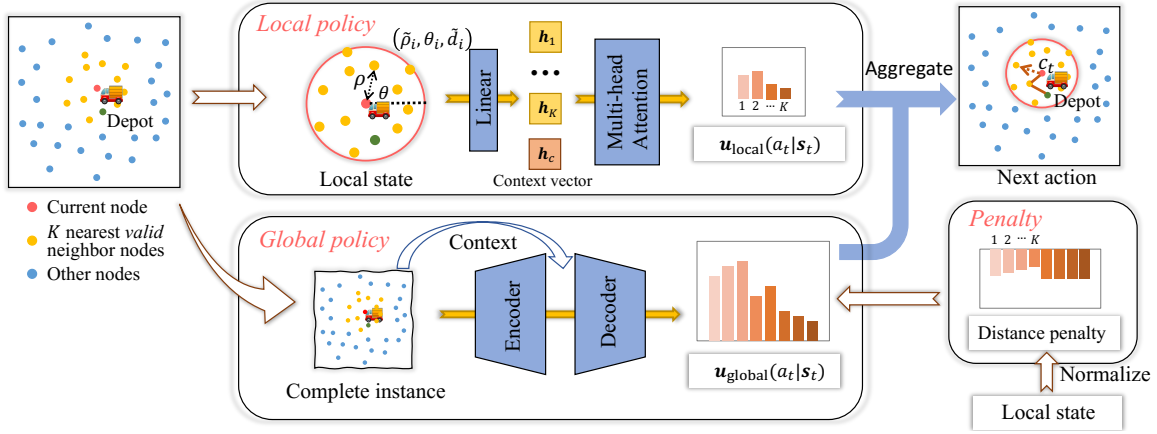 Depot
Current node
K nearest valid
neighbor nodes
Other nodes
Local policy
(ρ̃ᵢ, θᵢ, d̃ᵢ)
ρ
θ
Local state
Linear
h₁
•••
h_K
h_c
Context vector
Multi-head
Attention
1 2 ··· K
u_local(a_t|s_t)
Aggregate
c_t
Depot
Next action
Global policy
Context
Complete instance
Encoder
Decoder
u_global(a_t|s_t)
Penalty
1 2 ··· K
Distance penalty
Normalize
Local state